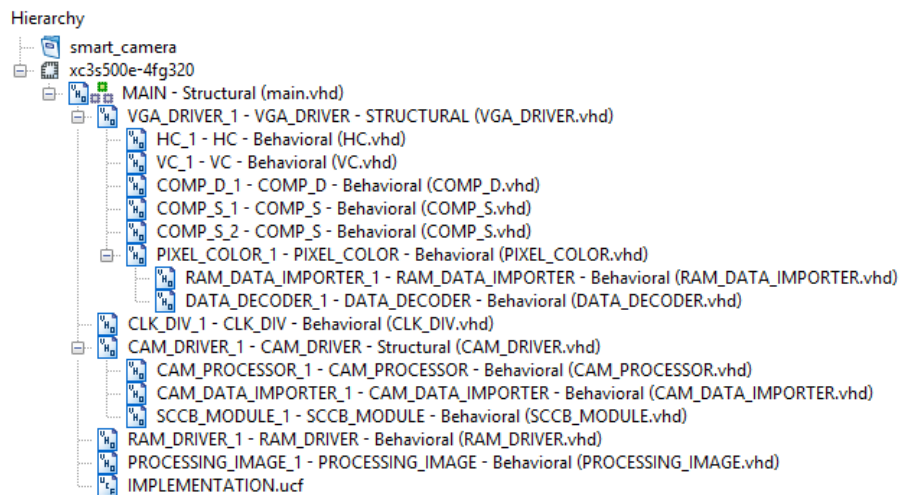 Hierarchy
smart_camera
xc3s500e-4fg320
MAIN - Structural (main.vhd)
VGA_DRIVER_1 - VGA_DRIVER - STRUCTURAL (VGA_DRIVER.vhd)
HC_1 - HC - Behavioral (HC.vhd)
VC_1 - VC - Behavioral (VC.vhd)
COMP_D_1 - COMP_D - Behavioral (COMP_D.vhd)
COMP_S_1 - COMP_S - Behavioral (COMP_S.vhd)
COMP_S_2 - COMP_S - Behavioral (COMP_S.vhd)
PIXEL_COLOR_1 - PIXEL_COLOR - Behavioral (PIXEL_COLOR.vhd)
RAM_DATA_IMPORTER_1 - RAM_DATA_IMPORTER - Behavioral (RAM_DATA_IMPORTER.vhd)
DATA_DECODER_1 - DATA_DECODER - Behavioral (DATA_DECODER.vhd)
CLK_DIV_1 - CLK_DIV - Behavioral (CLK_DIV.vhd)
CAM_DRIVER_1 - CAM_DRIVER - Structural (CAM_DRIVER.vhd)
CAM_PROCESSOR_1 - CAM_PROCESSOR - Behavioral (CAM_PROCESSOR.vhd)
CAM_DATA_IMPORTER_1 - CAM_DATA_IMPORTER - Behavioral (CAM_DATA_IMPORTER.vhd)
SCCB_MODULE_1 - SCCB_MODULE - Behavioral (SCCB_MODULE.vhd)
RAM_DRIVER_1 - RAM_DRIVER - Behavioral (RAM_DRIVER.vhd)
PROCESSING_IMAGE_1 - PROCESSING_IMAGE - Behavioral (PROCESSING_IMAGE.vhd)
IMPLEMENTATION.ucf